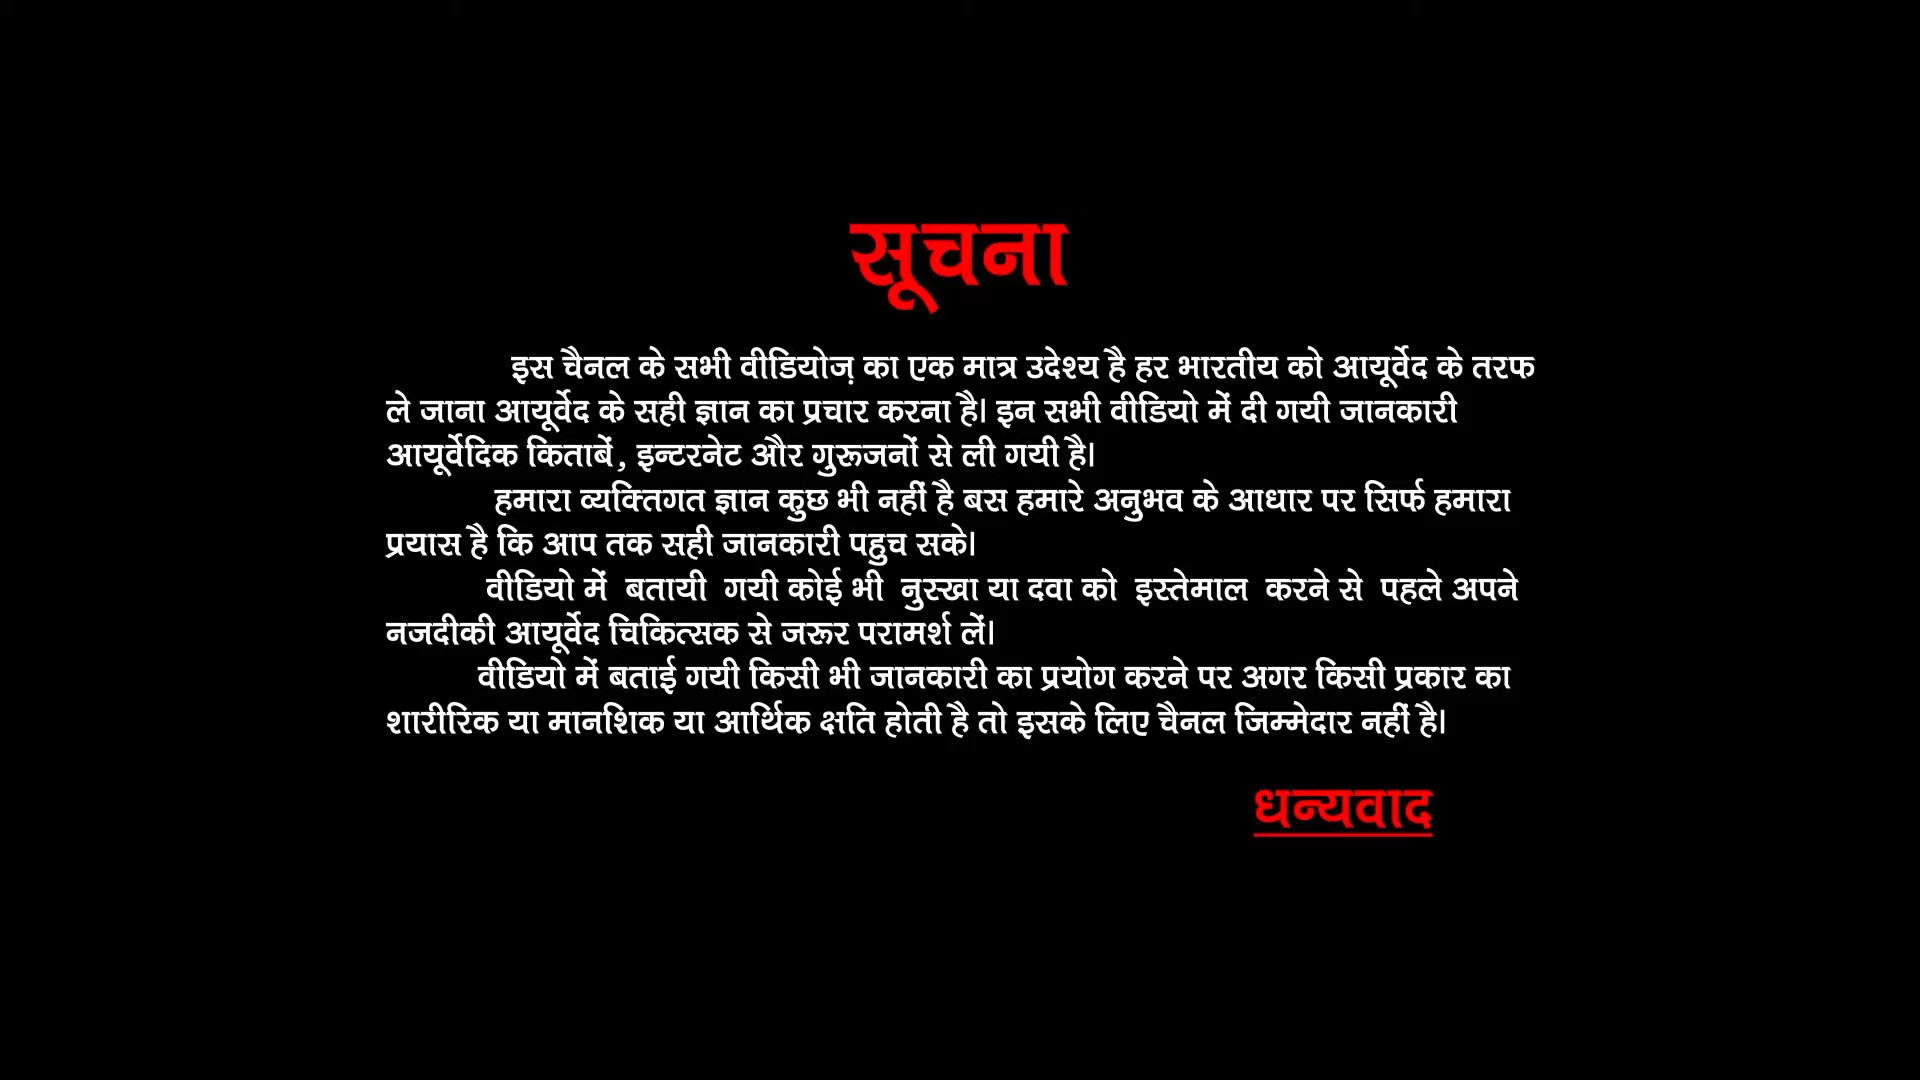 सूचना
इस चैनल के सभी वीडियोज़ का एक मात्र उदेश्य है हर भारतीय को आयूर्वेद के तरफ
ले जाना आयूर्वेद के सही ज्ञान का प्रचार करना है। इन सभी वीडियो में दी गयी जानकारी
आयूर्वेदिक किताबें, इन्टरनेट और गुरूजनों से ली गयी है।
हमारा व्यक्तिगत ज्ञान कुछ भी नहीं है बस हमारे अनुभव के आधार पर सिर्फ हमारा
प्रयास है कि आप तक सही जानकारी पहुच सके।
वीडियो में बतायी गयी कोई भी नुस्खा या दवा को इस्तेमाल करने से पहले अपने
नजदीकी आयूर्वेद चिकित्सक से जरूर परामर्श लें।
वीडियो में बताई गयी किसी भी जानकारी का प्रयोग करने पर अगर किसी प्रकार का
शारीरिक या मानशिक या आर्थिक क्षति होती है तो इसके लिए चैनल जिम्मेदार नहीं है।
धन्यवाद